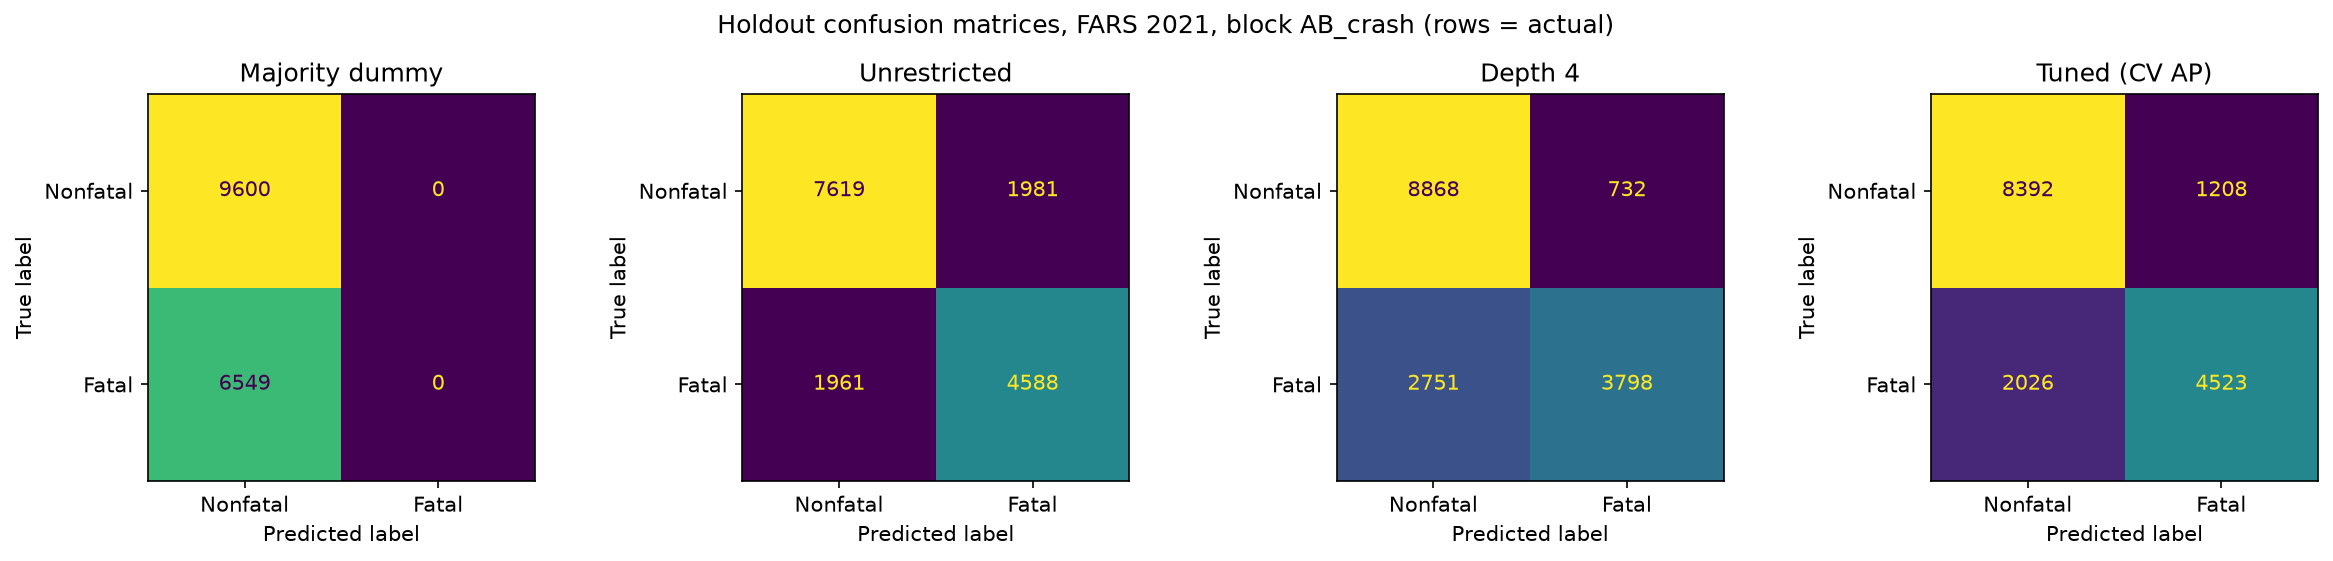 Holdout confusion matrices, FARS 2021, block AB_crash (rows = actual)
Majority dummy
True label
Nonfatal
9600
0
Fatal
6549
0
Nonfatal
Fatal
Predicted label
Unrestricted
True label
Nonfatal
7619
1981
Fatal
1961
4588
Nonfatal
Fatal
Predicted label
Depth 4
True label
Nonfatal
8868
732
Fatal
2751
3798
Nonfatal
Fatal
Predicted label
Tuned (CV AP)
True label
Nonfatal
8392
1208
Fatal
2026
4523
Nonfatal
Fatal
Predicted label